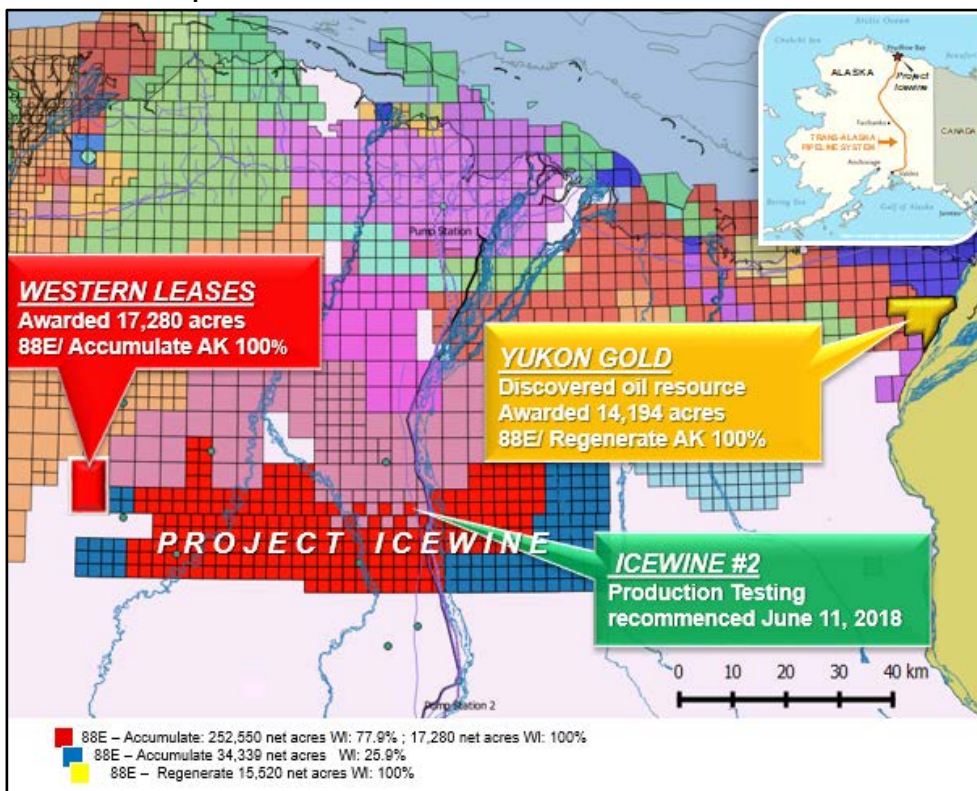 Arctic Ocean
Chukchi Sea
Prudhoe Bay
ALASKA
Project
Icewine
Fairbanks
TRANS-ALASKA
PIPELINE SYSTEM
CANADA
Anchorage
Valdez
Bering Sea
Gulf of Alaska
Pump Station 1
WESTERN LEASES
Awarded 17,280 acres
88E/ Accumulate AK 100%
YUKON GOLD
Discovered oil resource
Awarded 14,194 acres
88E/ Regenerate AK 100%
PROJECT ICEWINE
ICEWINE #2
Production Testing
recommenced June 11, 2018
0 10 20 30 40 km
Pump Station 2
88E – Accumulate: 252,550 net acres WI: 77.9% ; 17,280 net acres WI: 100%
88E – Accumulate 34,339 net acres WI: 25.9%
88E – Regenerate 15,520 net acres WI: 100%